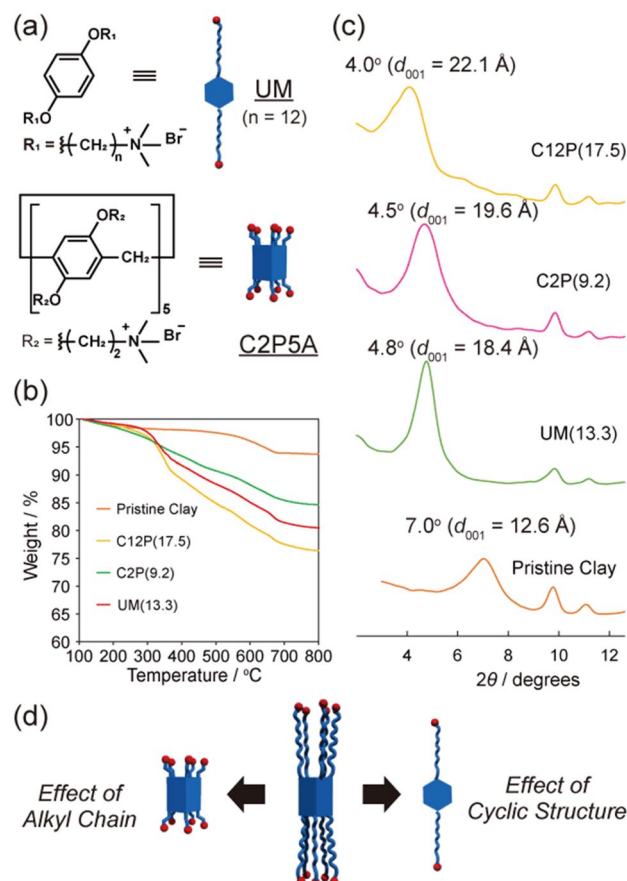 (a)
OR₁
R₁O
≡
UM
(n = 12)
R₁ = (CH₂)n N⁺ Br⁻
OR₂
CH₂
R₂O
5
≡
R₂ = (CH₂)2 N⁺ Br⁻
C2P5A
(b)
100
95
90
85
80
75
70
65
60
Weight / %
Pristine Clay
C12P(17.5)
C2P(9.2)
UM(13.3)
100 200 300 400 500 600 700 800
Temperature / °C
(c)
4.0° (d001 = 22.1 Å)
C12P(17.5)
4.5° (d001 = 19.6 Å)
C2P(9.2)
4.8° (d001 = 18.4 Å)
UM(13.3)
7.0° (d001 = 12.6 Å)
Pristine Clay
4 6 8 10 12
2θ / degrees
(d)
Effect of
Alkyl Chain
Effect of
Cyclic Structure